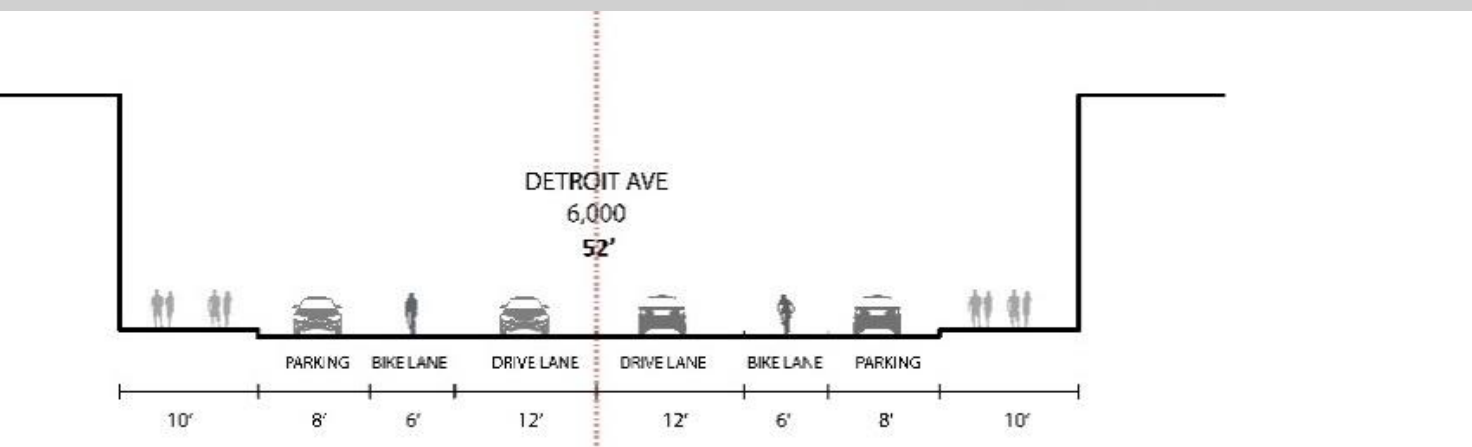 DETROIT AVE
6,000
52'
PARKING BIKE LANE DRIVE LANE DRIVE LANE BIKE LANE PARKING
10' 8' 6' 12' 12' 6' 8' 10'